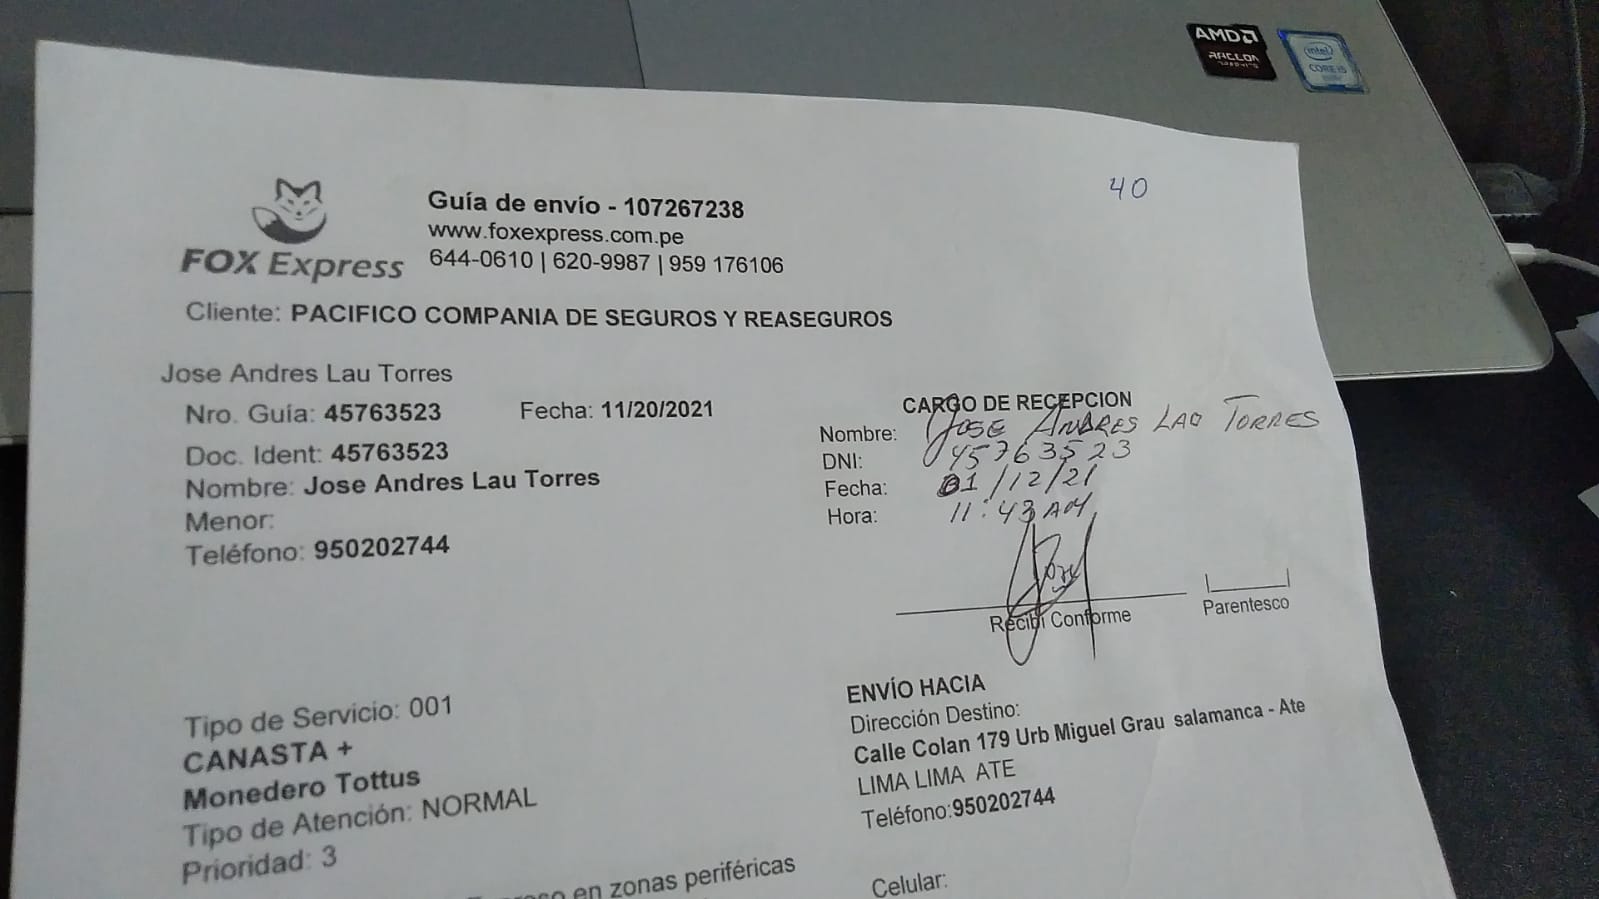 AMD
RADEON
GRAPHICS
intel
CORE i5
40
FOX Express
Guía de envío - 107267238
www.foxexpress.com.pe
644-0610 | 620-9987 | 959 176106
Cliente: PACIFICO COMPANIA DE SEGUROS Y REASEGUROS
Jose Andres Lau Torres
Nro. Guía: 45763523 Fecha: 11/20/2021
Doc. Ident: 45763523
Nombre: Jose Andres Lau Torres
Menor:
Teléfono: 950202744
CARGO DE RECEPCION
Nombre: JOSE ANDRES LAU TORRES
DNI: 45763523
Fecha: 01/12/21
Hora: 11:43 AM
Recibi Conforme
Parentesco
Tipo de Servicio: 001
CANASTA +
Monedero Tottus
Tipo de Atención: NORMAL
Prioridad: 3
en zonas periféricas
ENVÍO HACIA
Dirección Destino:
Calle Colan 179 Urb Miguel Grau salamanca - Ate
LIMA LIMA ATE
Teléfono:950202744
Celular: